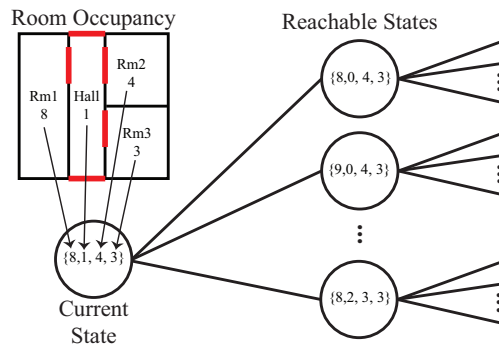 Room Occupancy
Reachable States
Rm1
8
Hall
1
Rm2
4
Rm3
3
{8,1, 4, 3}
Current
State
{8,0, 4, 3}
{9,0, 4, 3}
...
{8,2, 3, 3}